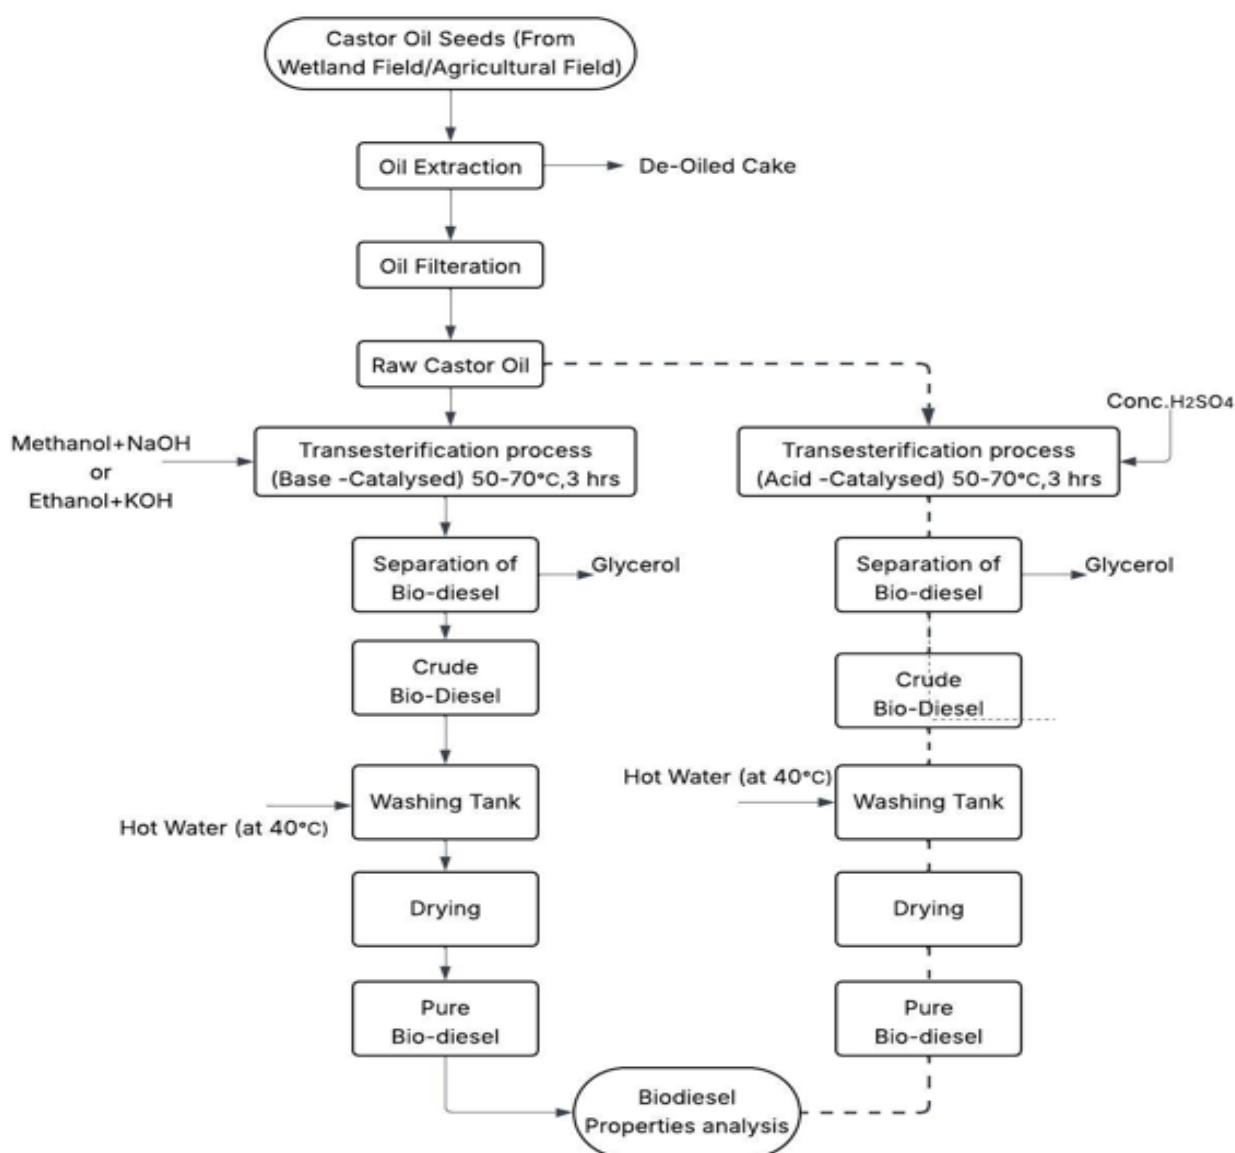 Castor Oil Seeds (From
Wetland Field/Agricultural Field)
Oil Extraction
De-Oiled Cake
Oil Filteration
Raw Castor Oil
Conc.H2SO4
Methanol+NaOH
or
Ethanol+KOH
Transesterification process
(Base -Catalysed) 50-70°C,3 hrs
Transesterification process
(Acid -Catalysed) 50-70°C,3 hrs
Separation of
Bio-diesel
Glycerol
Separation of
Bio-diesel
Glycerol
Crude
Bio-Diesel
Crude
Bio-Diesel
Hot Water (at 40°C)
Washing Tank
Hot Water (at 40°C)
Washing Tank
Drying
Drying
Pure
Bio-diesel
Pure
Bio-diesel
Biodiesel
Properties analysis